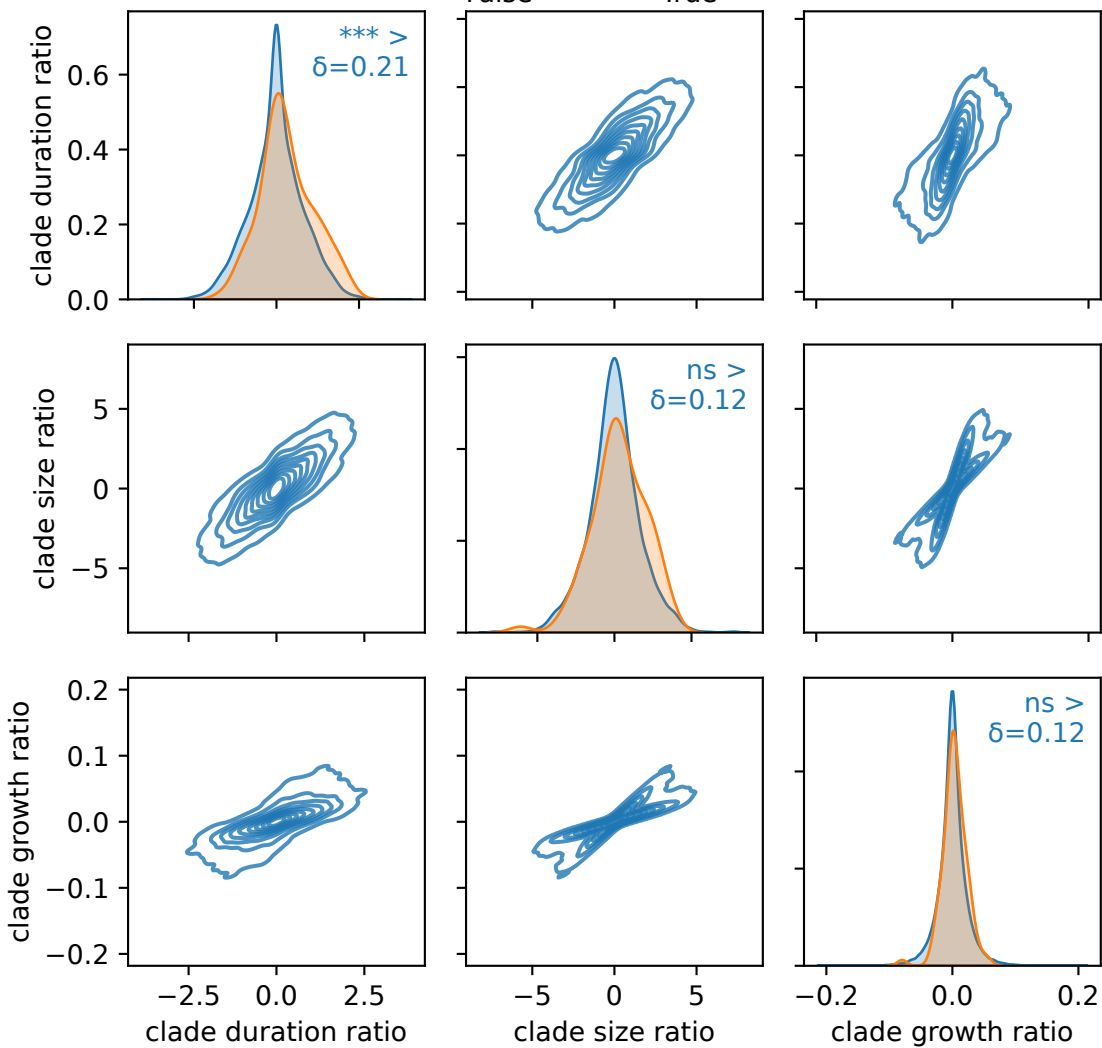 clade duration ratio
0.6
0.4
0.2
0.0
*** >
δ=0.21
clade size ratio
5
0
−5
ns >
δ=0.12
clade growth ratio
0.2
0.1
0.0
−0.1
−0.2
ns >
δ=0.12
−2.5 0.0 2.5
clade duration ratio
−5 0 5
clade size ratio
−0.2 0.0 0.2
clade growth ratio